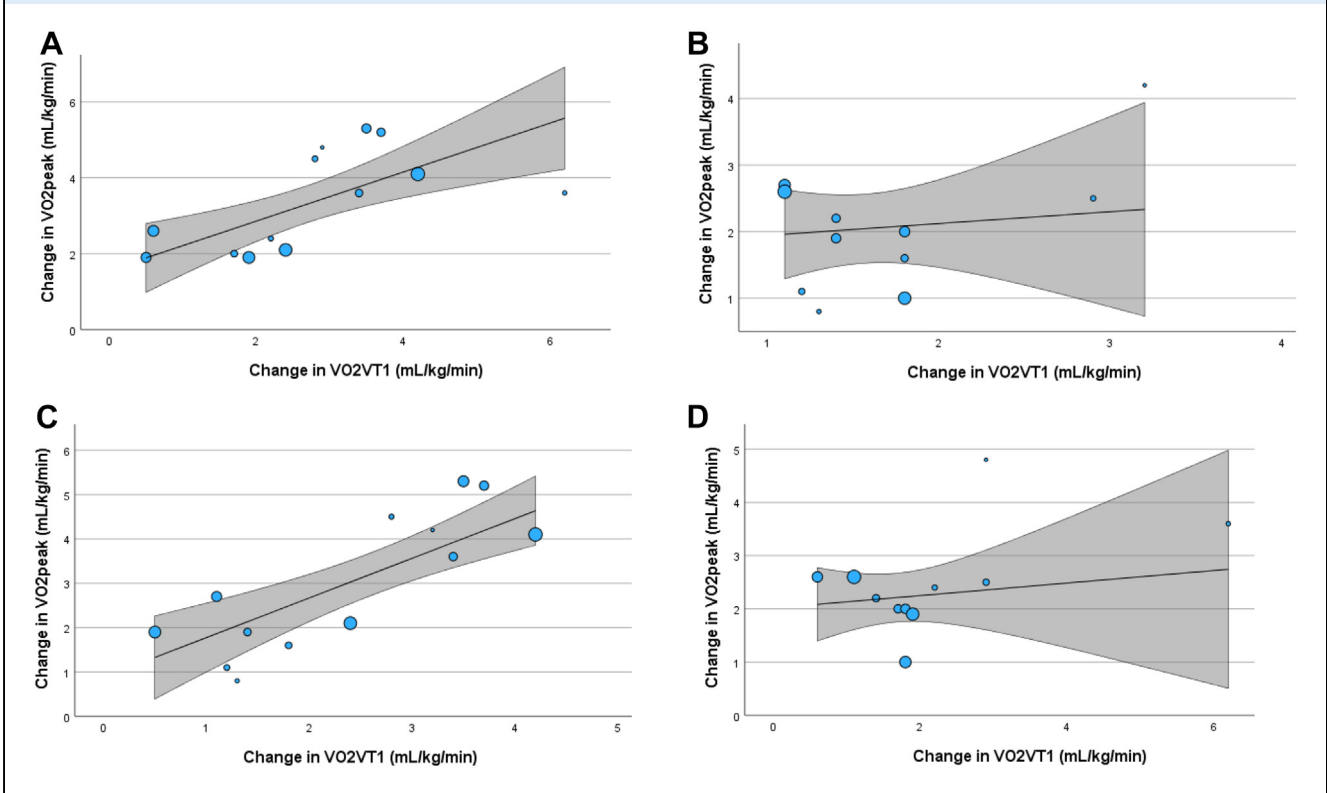 A
Change in VO2peak (mL/kg/min)
6
4
2
0
0 2 4 6
Change in VO2VT1 (mL/kg/min)
B
Change in VO2peak (mL/kg/min)
4
3
2
1
1 2 3 4
Change in VO2VT1 (mL/kg/min)
C
Change in VO2peak (mL/kg/min)
6
5
4
3
2
1
0
0 1 2 3 4 5
Change in VO2VT1 (mL/kg/min)
D
Change in VO2peak (mL/kg/min)
5
4
3
2
1
0
0 2 4 6
Change in VO2VT1 (mL/kg/min)